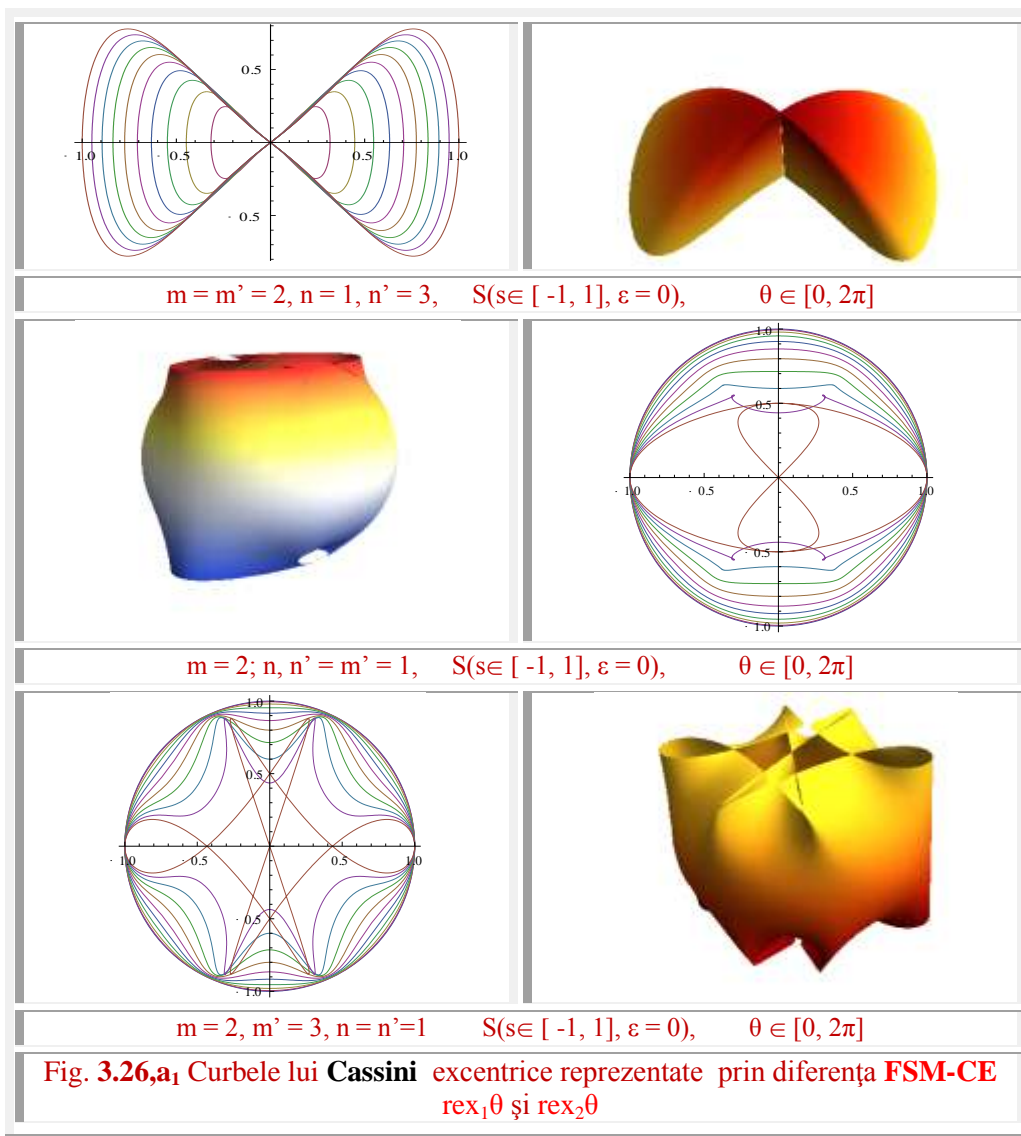 0.5
- 1.0 - 0.5 0.5 1.0
- 0.5
m = m’ = 2, n = 1, n’ = 3, S(s∈ [ -1, 1], ε = 0), θ ∈ [0, 2π]
1.0
0.5
- 1.0 - 0.5 0.5 1.0
- 0.5
- 1.0
m = 2; n, n’ = m’ = 1, S(s∈ [ -1, 1], ε = 0), θ ∈ [0, 2π]
1.0
0.5
- 1.0 - 0.5 0.5 1.0
- 0.5
- 1.0
m = 2, m’ = 3, n = n’=1 S(s∈ [ -1, 1], ε = 0), θ ∈ [0, 2π]
Fig. 3.26,a₁ Curbele lui Cassini excentrice reprezentate prin diferenţa FSM-CE
rex₁θ şi rex₂θ